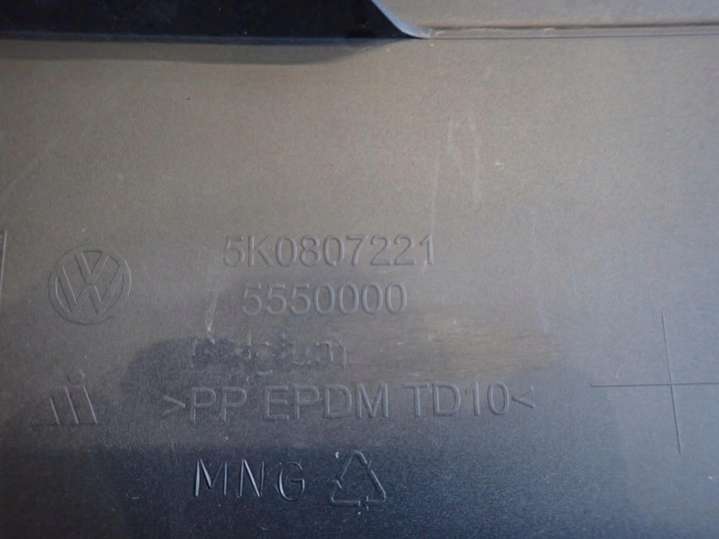 5K0807221
5550000
>PP EPDM TD10<
MNG